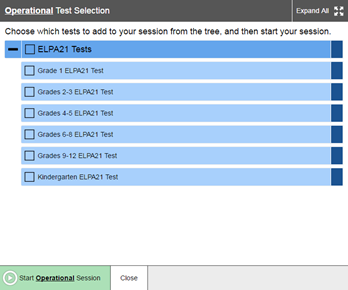 Operational Test Selection
Expand All
Choose which tests to add to your session from the tree, and then start your session.
ELPA21 Tests
Grade 1 ELPA21 Test
Grades 2-3 ELPA21 Test
Grades 4-5 ELPA21 Test
Grades 6-8 ELPA21 Test
Grades 9-12 ELPA21 Test
Kindergarten ELPA21 Test
Start Operational Session
Close